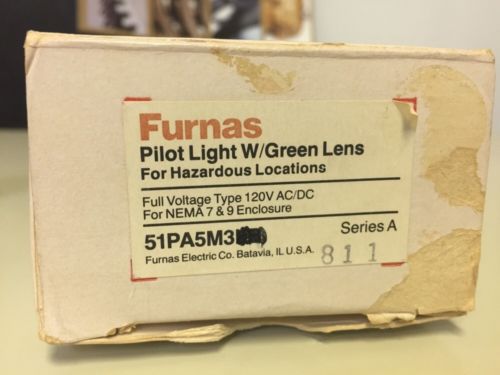 Furnas
Pilot Light W/Green Lens
For Hazardous Locations
Full Voltage Type 120V AC/DC
For NEMA 7 & 9 Enclosure
51PA5M3
Series A
Furnas Electric Co. Batavia, IL U.S.A.
811